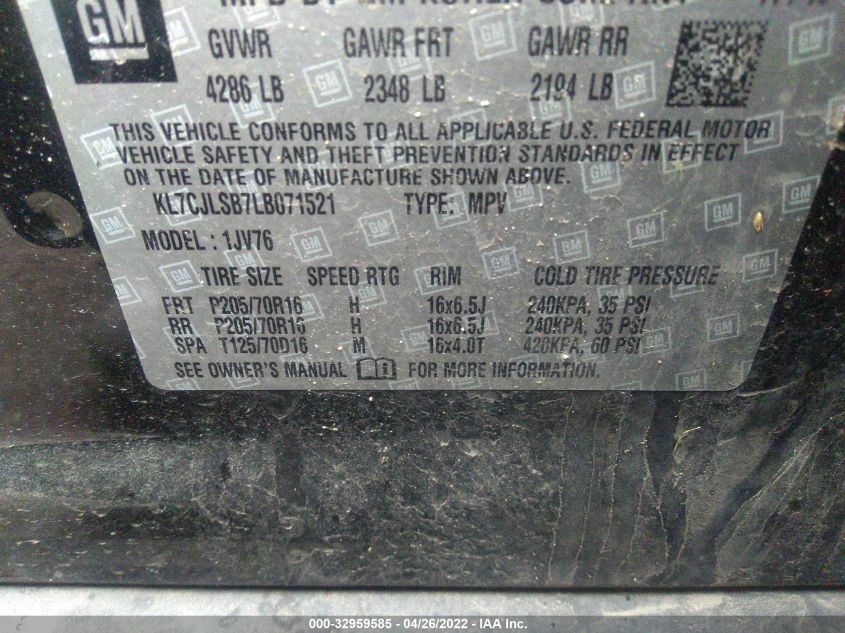 GM
GVWR GAWR FRT GAWR RR
4286 LB 2348 LB 2194 LB
THIS VEHICLE CONFORMS TO ALL APPLICABLE U.S. FEDERAL MOTOR
VEHICLE SAFETY AND THEFT PREVENTION STANDARDS IN EFFECT
ON THE DATE OF MANUFACTURE SHOWN ABOVE.
KL7CJLSB7LB071521 TYPE: MPV
MODEL : 1JV76
TIRE SIZE SPEED RTG RIM COLD TIRE PRESSURE
FRT P205/70R16 H 16x6.5J 240KPA, 35 PSI
RR P205/70R16 H 16x6.5J 240KPA, 35 PSI
SPA T125/70D16 M 16x4.0T 420KPA, 60 PSI
SEE OWNER'S MANUAL FOR MORE INFORMATION.
000-32959585 - 04/26/2022 - IAA Inc.